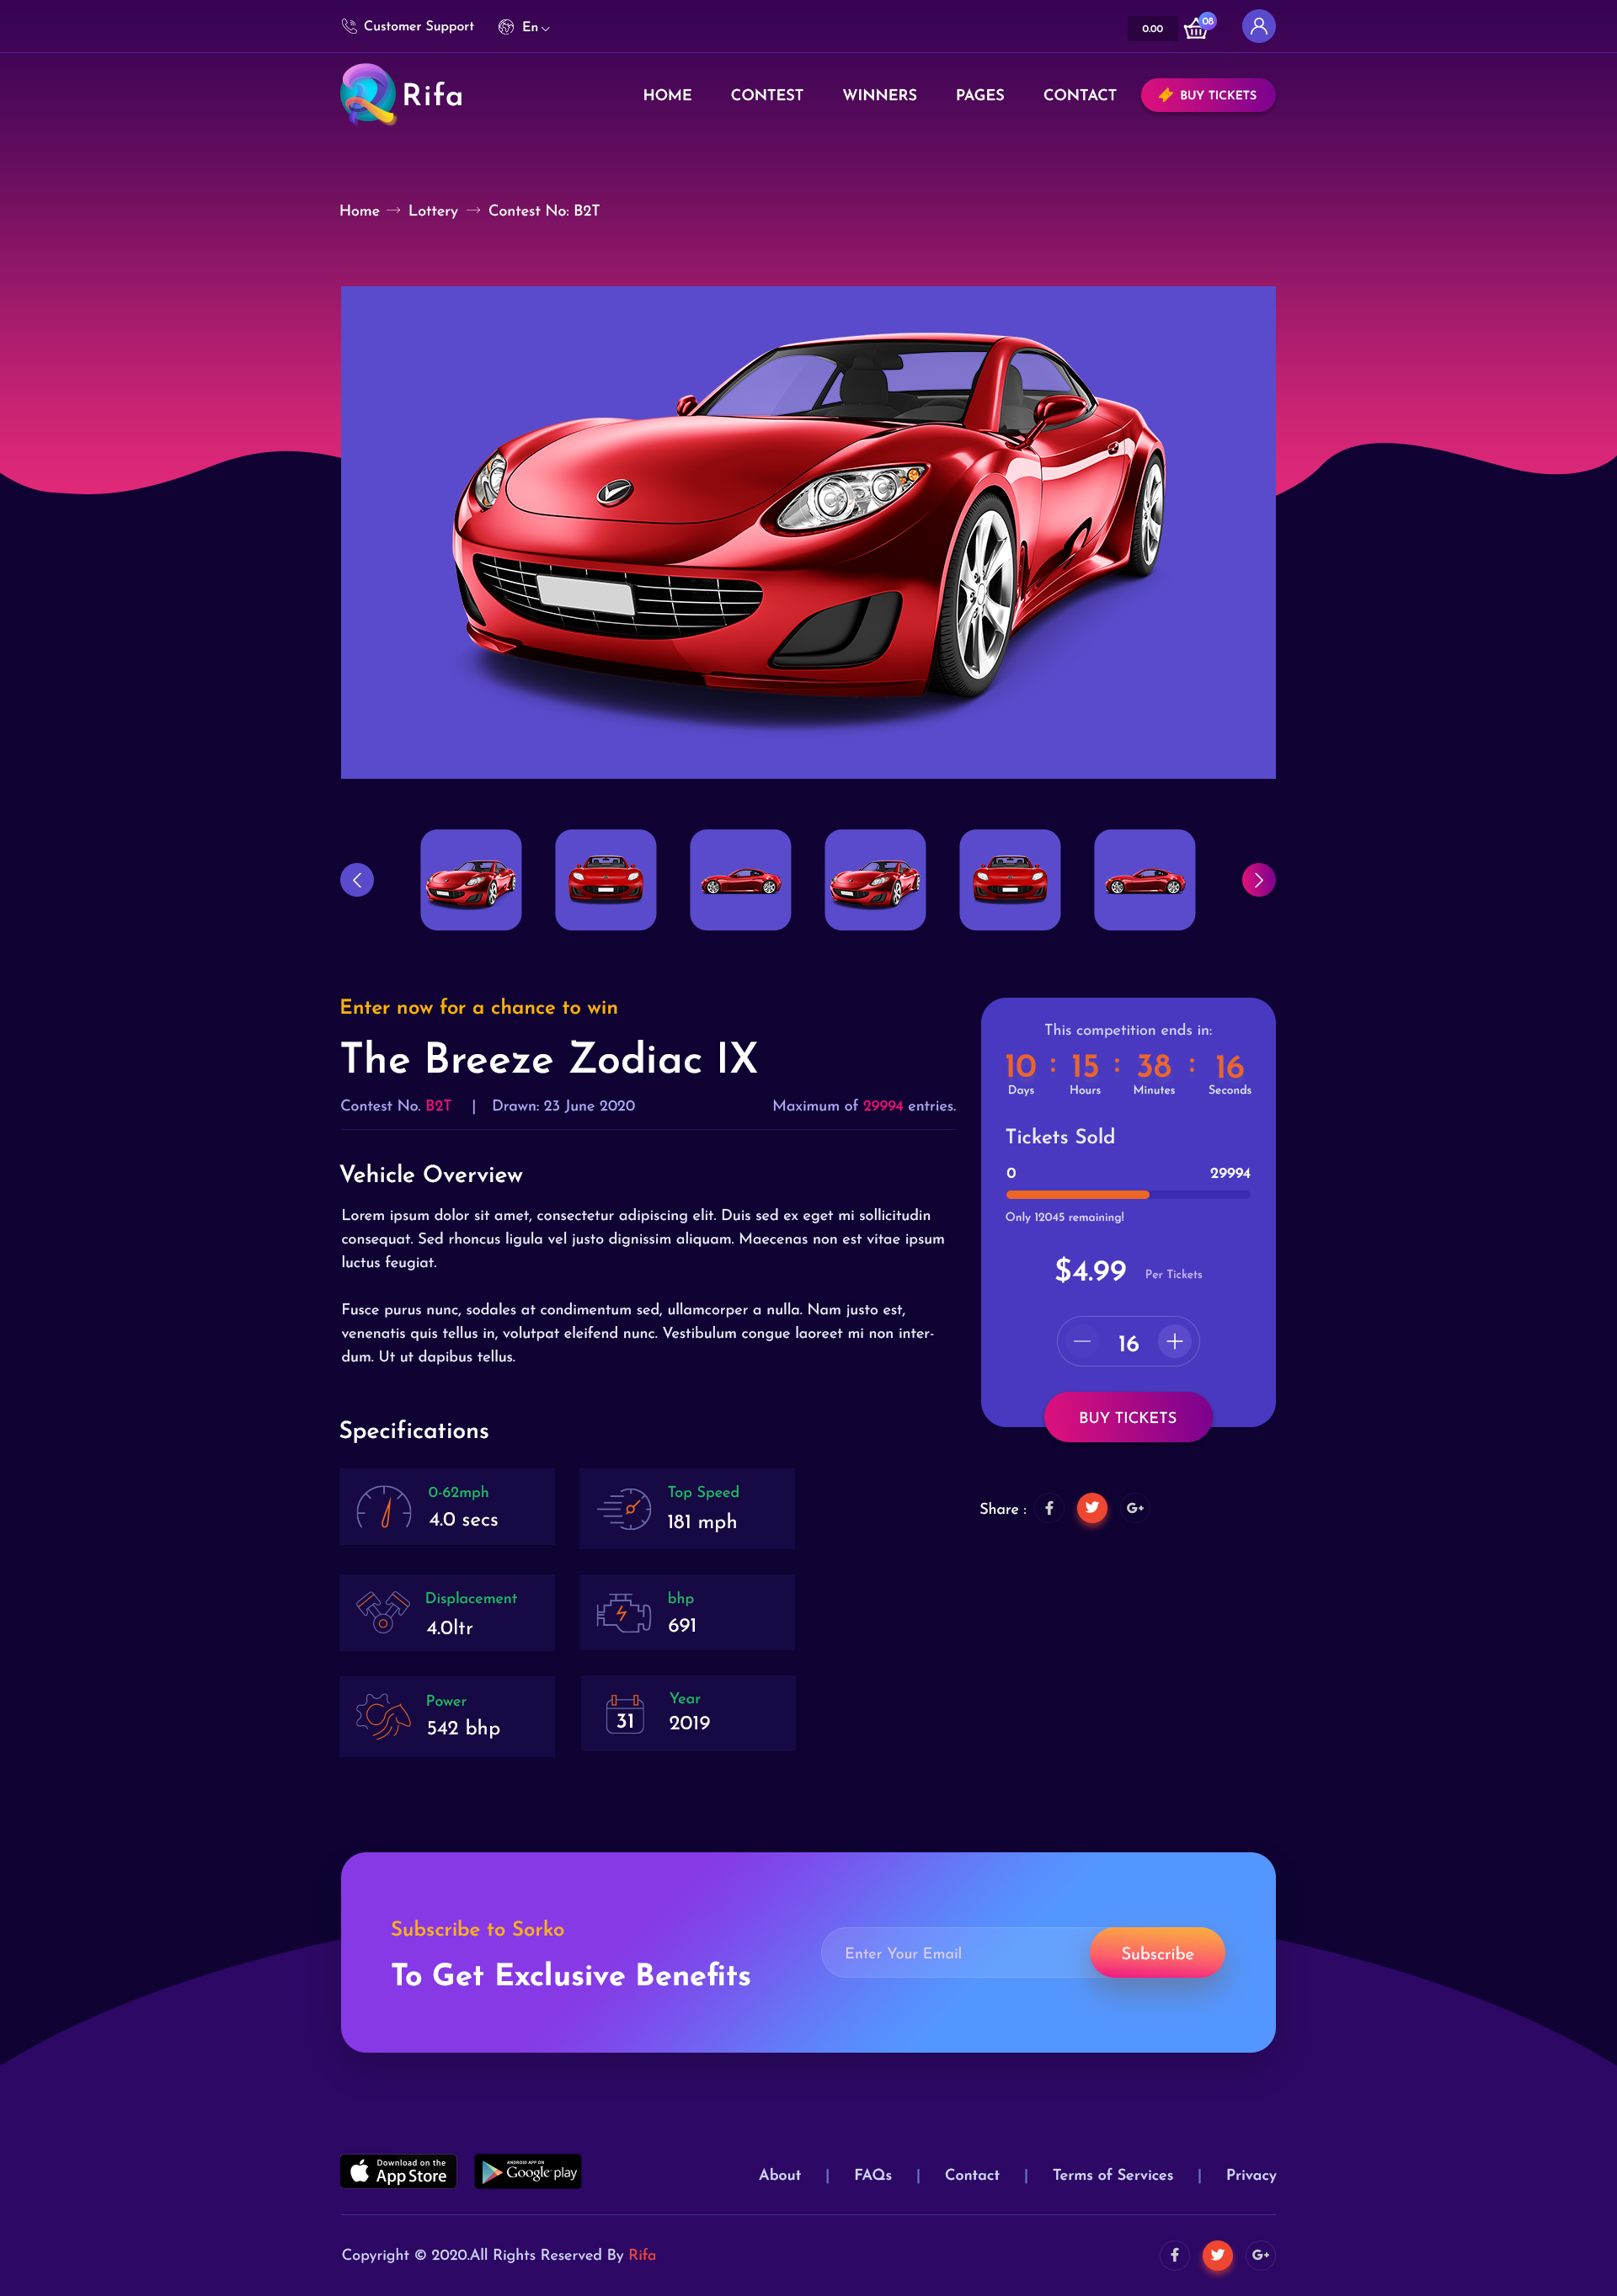 Customer Support
En
0.00
08
Rifa
HOME
CONTEST
WINNERS
PAGES
CONTACT
BUY TICKETS
Home → Lottery → Contest No: B2T
Enter now for a chance to win
The Breeze Zodiac IX
Contest No. B2T | Drawn: 23 June 2020
Maximum of 29994 entries.
Vehicle Overview
Lorem ipsum dolor sit amet, consectetur adipiscing elit. Duis sed ex eget mi sollicitudin
consequat. Sed rhoncus ligula vel justo dignissim aliquam. Maecenas non est vitae ipsum
luctus feugiat.
Fusce purus nunc, sodales at condimentum sed, ullamcorper a nulla. Nam justo est,
venenatis quis tellus in, volutpat eleifend nunc. Vestibulum congue laoreet mi non inter-
dum. Ut ut dapibus tellus.
Specifications
0-62mph
4.0 secs
Top Speed
181 mph
Displacement
4.0ltr
bhp
691
Power
542 bhp
31
Year
2019
This competition ends in:
10 : 15 : 38 : 16
Days Hours Minutes Seconds
Tickets Sold
0 29994
Only 12045 remaining!
$4.99 Per Tickets
16
BUY TICKETS
Share :
G+
Subscribe to Sorko
To Get Exclusive Benefits
Enter Your Email
Subscribe
Download on the
App Store
ANDROID APP ON
Google play
About | FAQs | Contact | Terms of Services | Privacy
Copyright © 2020.All Rights Reserved By Rifa
G+